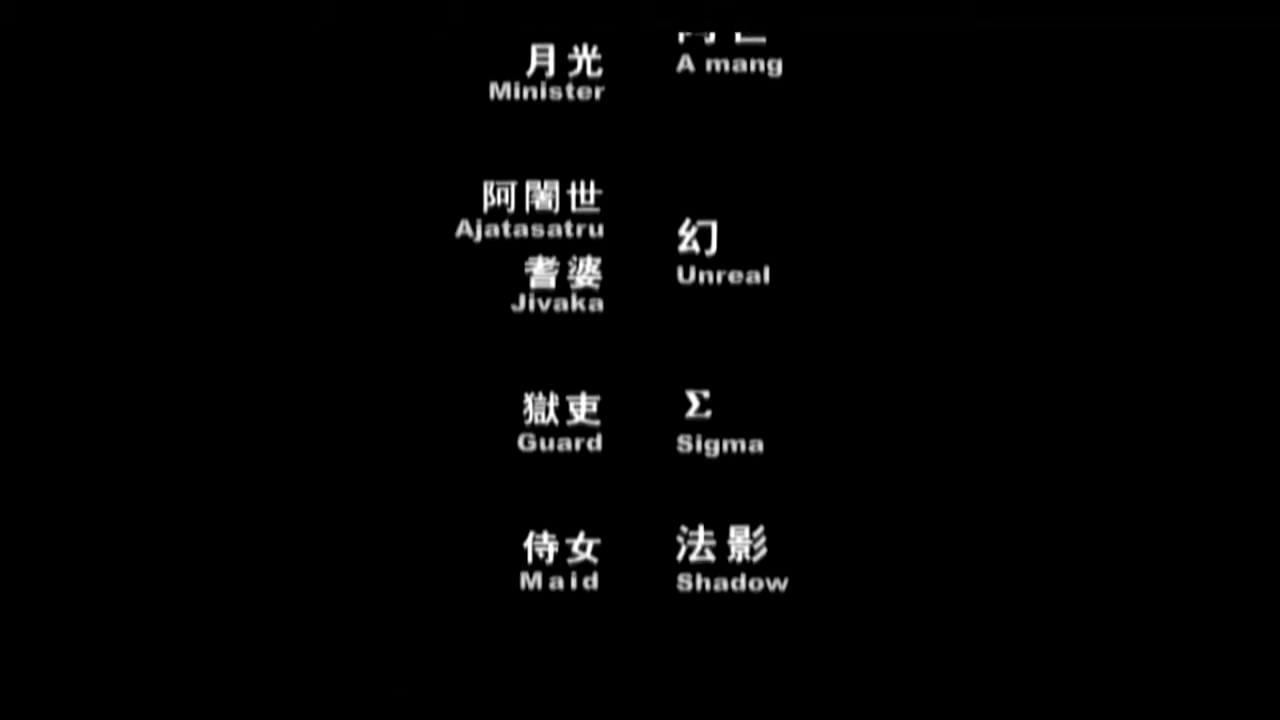 A mang
月光
Minister
阿闍世
Ajatasatru
幻
Unreal
耆婆
Jivaka
獄吏
Σ
Guard
Sigma
侍女
法影
Maid
Shadow